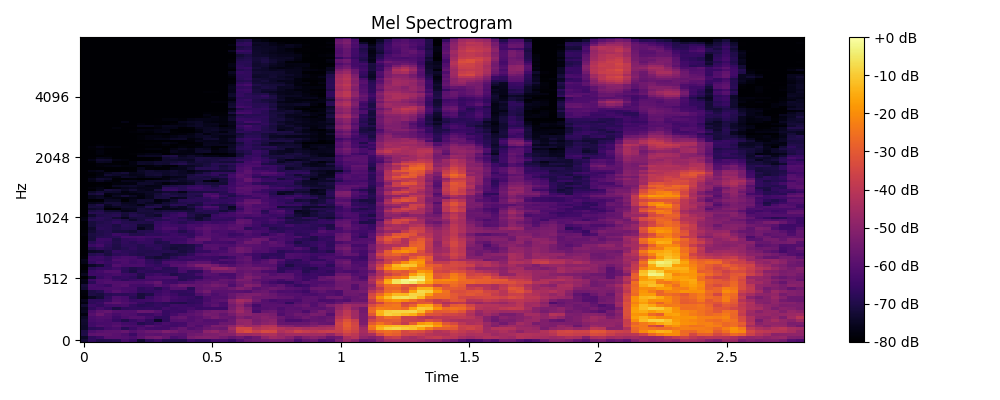 Mel Spectrogram
Hz
4096
2048
1024
512
0
0
0.5
1
1.5
2
2.5
Time
+0 dB
-10 dB
-20 dB
-30 dB
-40 dB
-50 dB
-60 dB
-70 dB
-80 dB